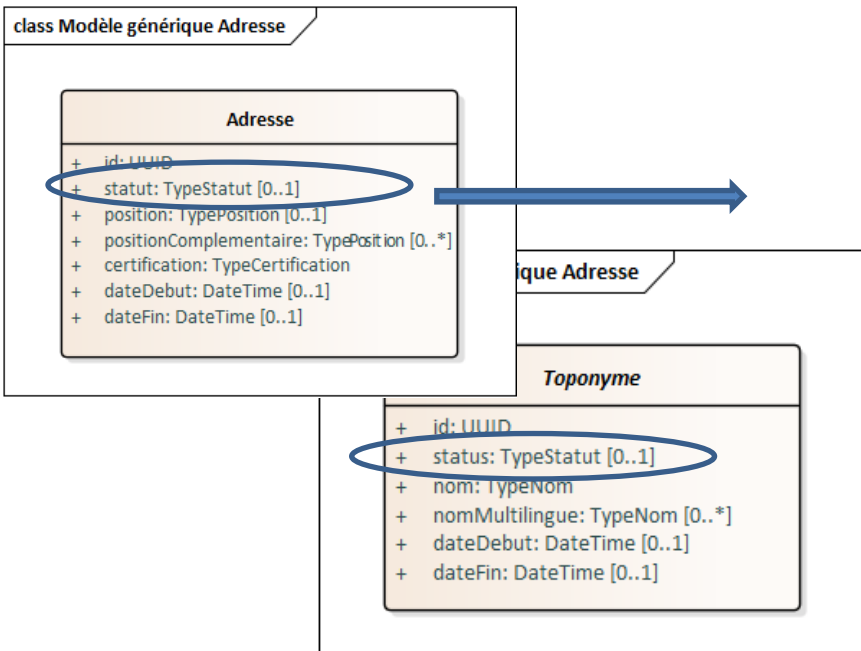 class Modèle générique Adresse
Adresse
+ id: UUID
+ statut: TypeStatut [0..1]
+ position: TypePosition [0..1]
+ positionComplementaire: TypePosition [0..*]
+ certification: TypeCertification
+ dateDebut: DateTime [0..1]
+ dateFin: DateTime [0..1]
ique Adresse
Toponyme
+ id: UUID
+ status: TypeStatut [0..1]
+ nom: TypeNom
+ nomMultilingue: TypeNom [0..*]
+ dateDebut: DateTime [0..1]
+ dateFin: DateTime [0..1]